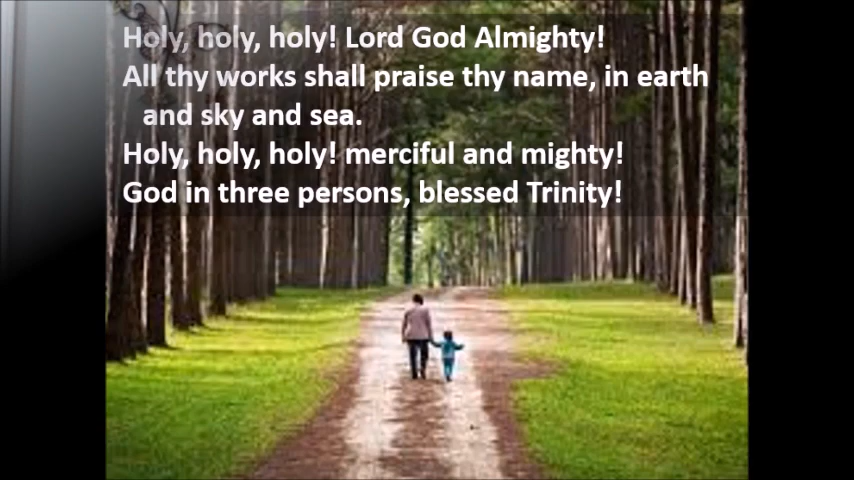 Holy, holy, holy! Lord God Almighty!
All thy works shall praise thy name, in earth
and sky and sea.
Holy, holy, holy! merciful and mighty!
God in three persons, blessed Trinity!